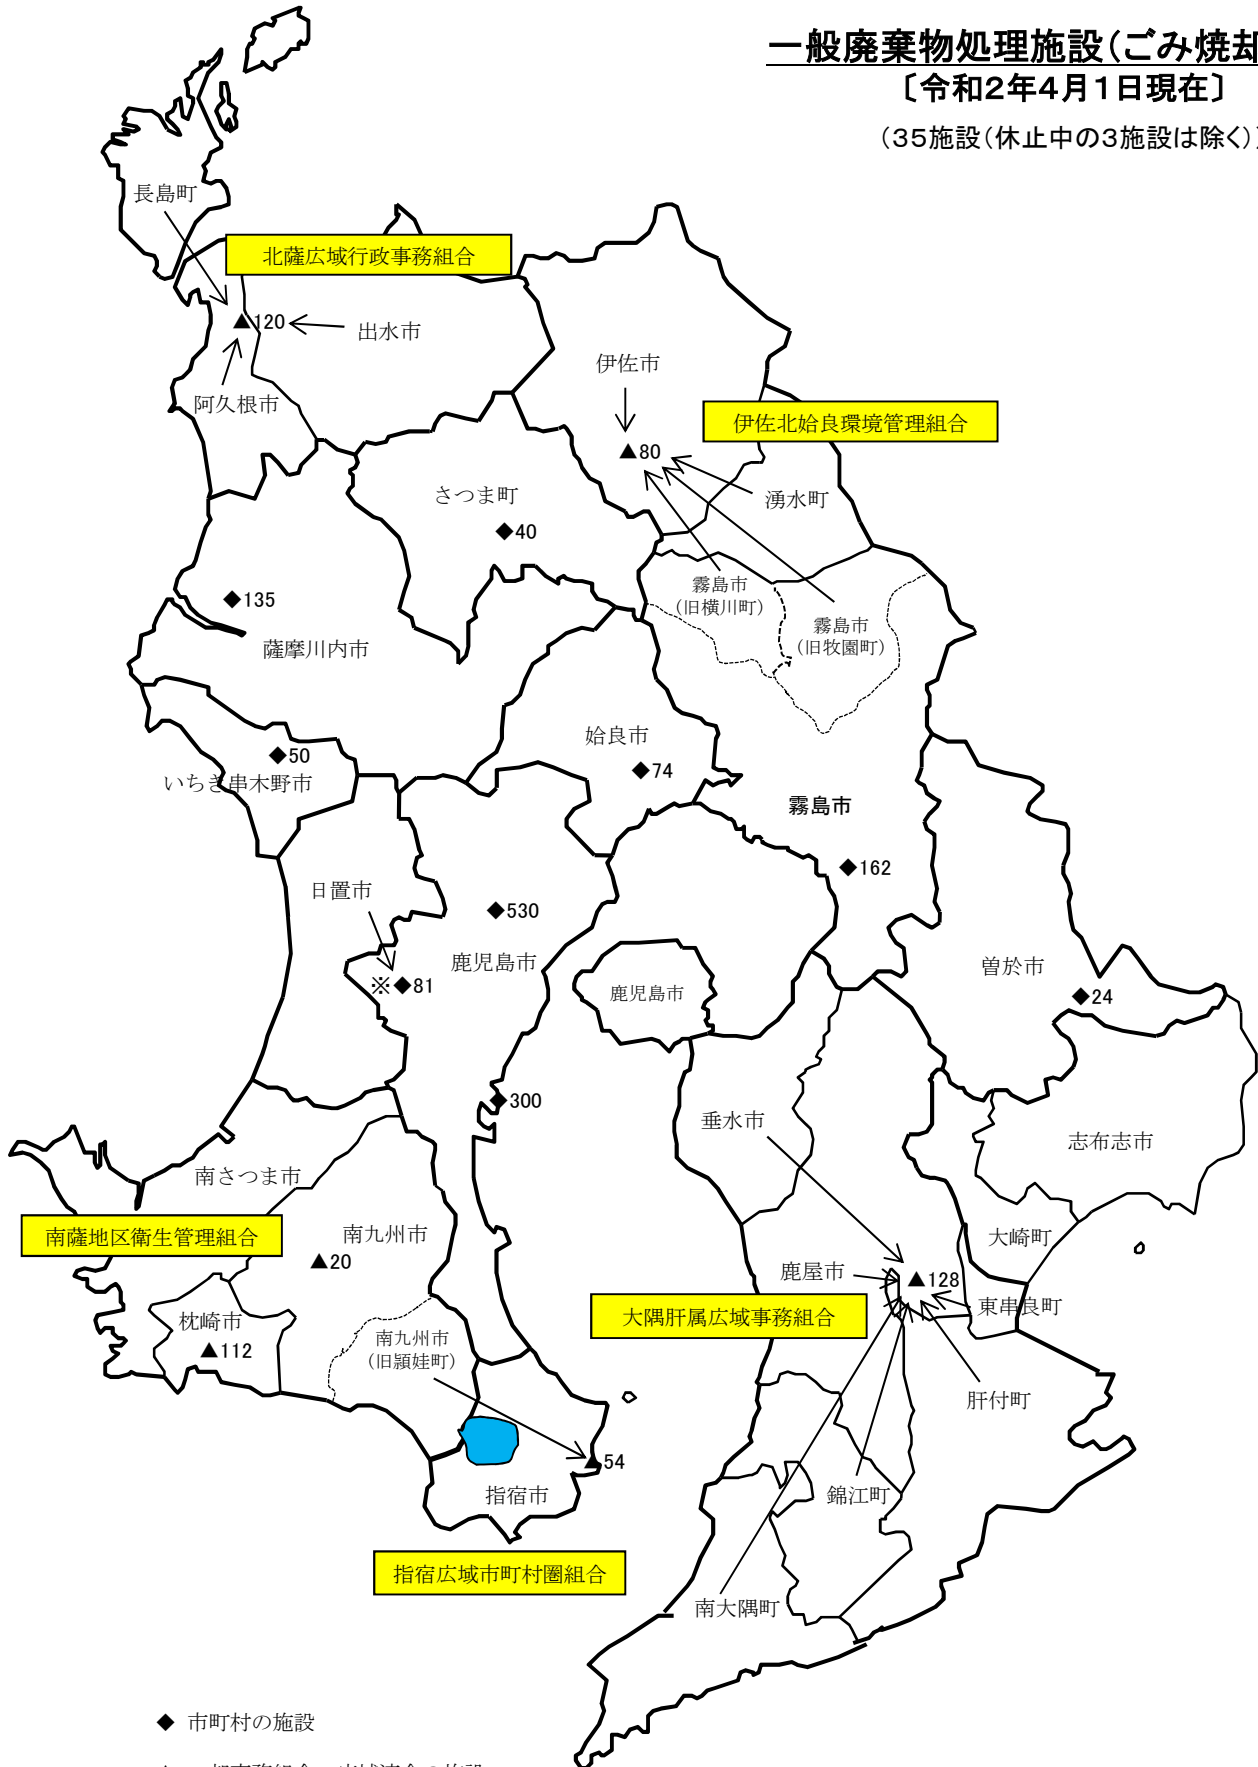 一般廃棄物処理施設(ごみ焼却
〔令和2年4月1日現在〕
(35施設(休止中の3施設は除く))
長島町
北薩広域行政事務組合
▲120
出水市
阿久根市
伊佐市
伊佐北姶良環境管理組合
▲80
湧水町
さつま町
◆40
霧島市
(旧横川町)
霧島市
(旧牧園町)
◆135
薩摩川内市
◆50
いちき串木野市
姶良市
◆74
霧島市
◆162
日置市
◆530
鹿児島市
※◆81
鹿児島市
曽於市
◆24
◆300
垂水市
志布志市
南さつま市
南薩地区衛生管理組合
南九州市
▲20
大崎町
鹿屋市
▲128
大隅肝属広域事務組合
東串良町
枕崎市
▲112
南九州市
(旧頴娃町)
肝付町
▲54
指宿市
錦江町
指宿広域市町村圏組合
南大隅町
◆ 市町村の施設